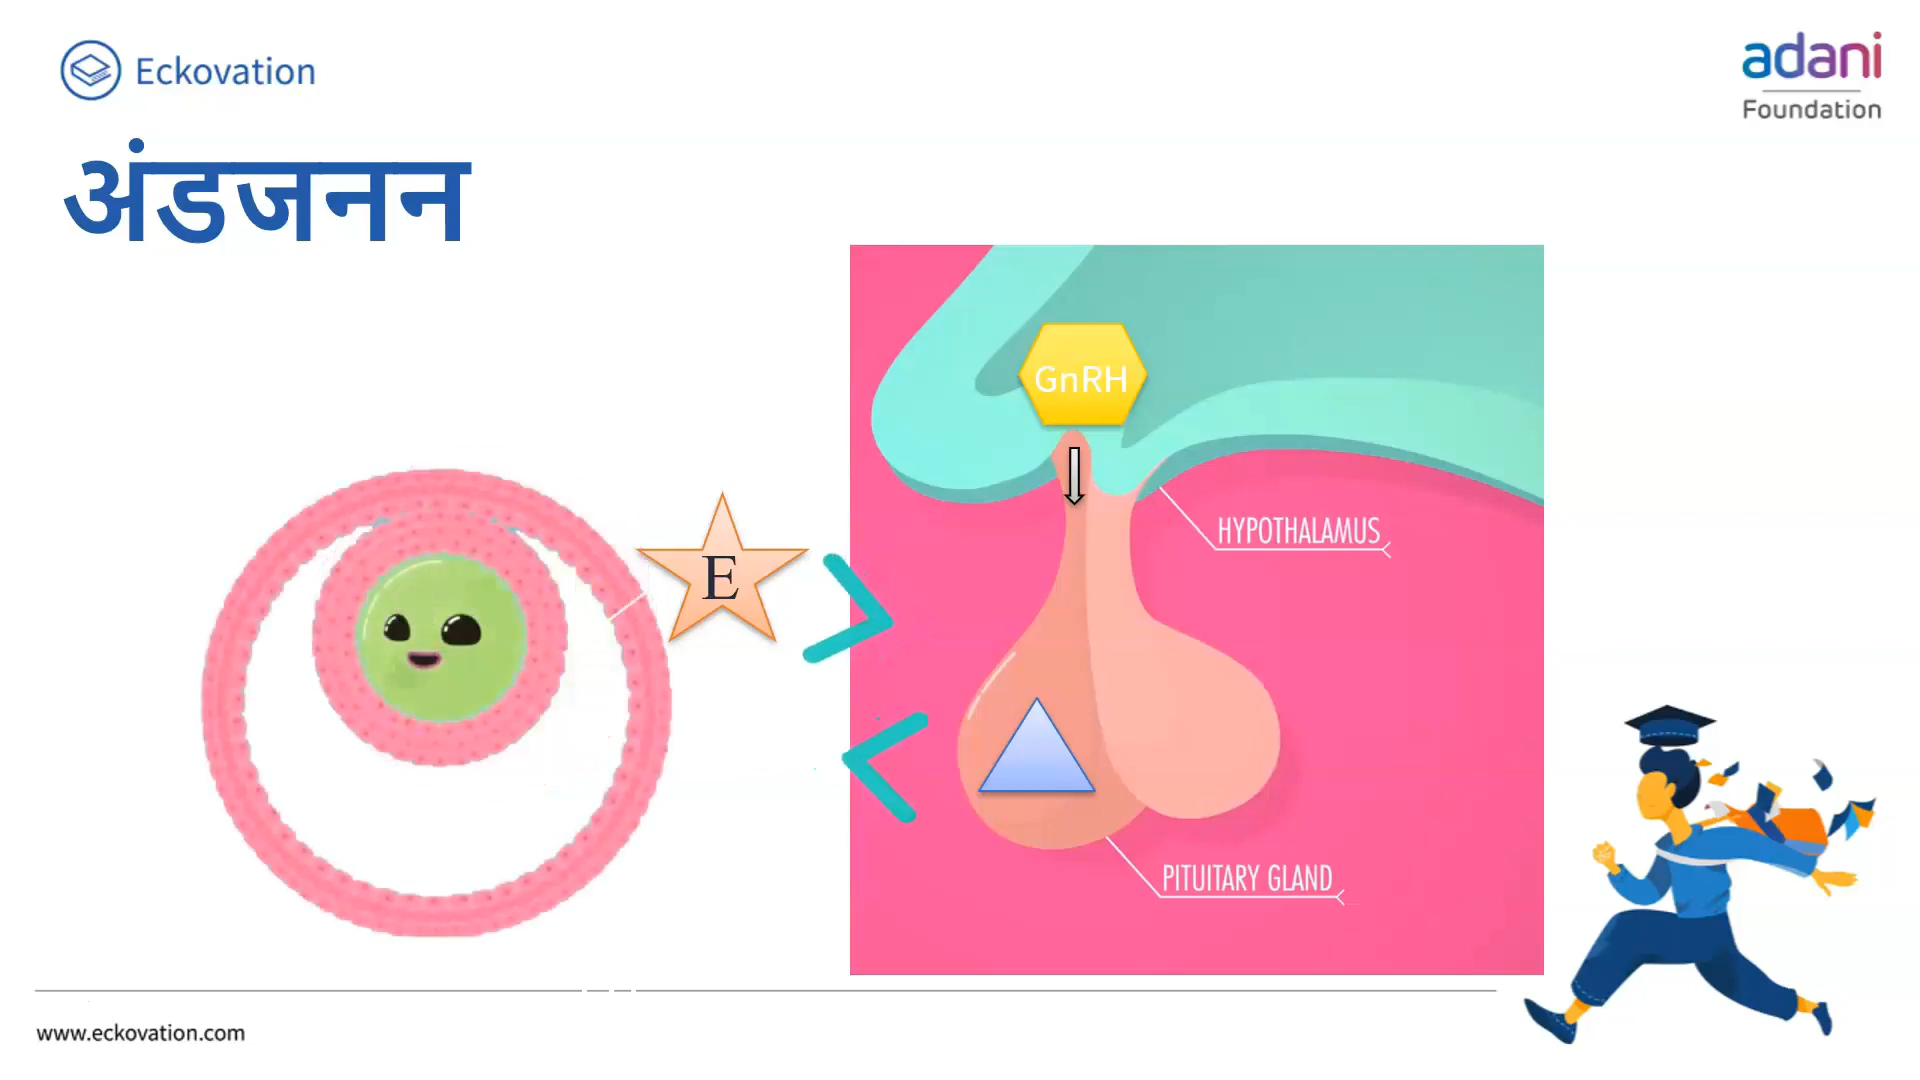 Eckovation
adani
Foundation
अंडजनन
GnRH
HYPOTHALAMUS
E
PITUITARY GLAND
www.eckovation.com